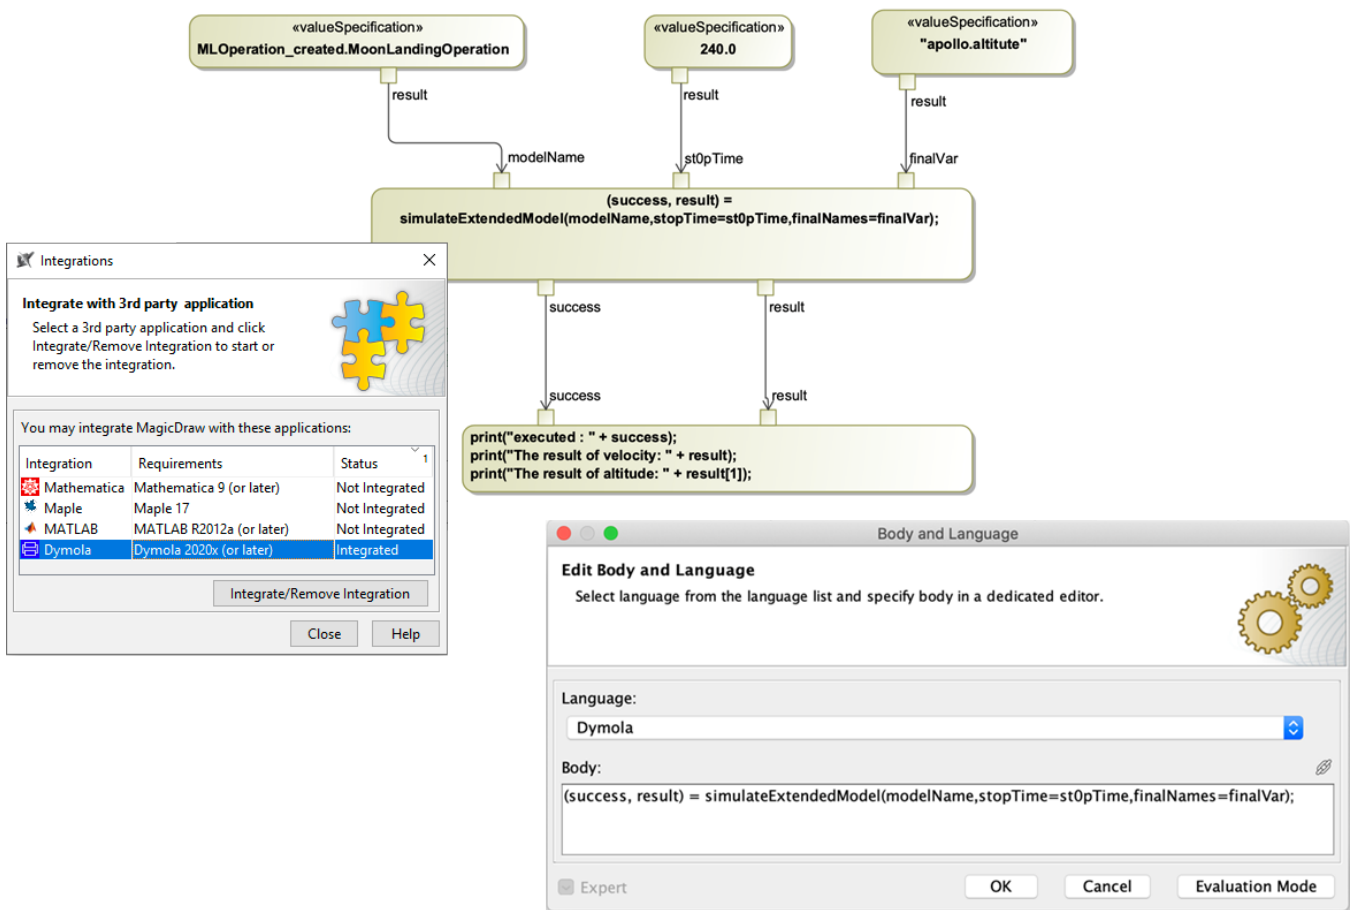 «valueSpecification»
MLOperation_created.MoonLandingOperation
«valueSpecification»
240.0
«valueSpecification»
"apollo.altitute"
result
result
result
modelName
st0pTime
finalVar
(success, result) =
simulateExtendedModel(modelName,stopTime=st0pTime,finalNames=finalVar);
success
result
success
result
print("executed : " + success);
print("The result of velocity: " + result);
print("The result of altitude: " + result[1]);
Integrations
Integrate with 3rd party application
Select a 3rd party application and click
Integrate/Remove Integration to start or
remove the integration.
You may integrate MagicDraw with these applications:
Integration Requirements Status 1
Mathematica Mathematica 9 (or later) Not Integrated
Maple Maple 17 Not Integrated
MATLAB MATLAB R2012a (or later) Not Integrated
Dymola Dymola 2020x (or later) Integrated
Integrate/Remove Integration
Close Help
Body and Language
Edit Body and Language
Select language from the language list and specify body in a dedicated editor.
Language:
Dymola
Body:
(success, result) = simulateExtendedModel(modelName,stopTime=st0pTime,finalNames=finalVar);
Expert OK Cancel Evaluation Mode